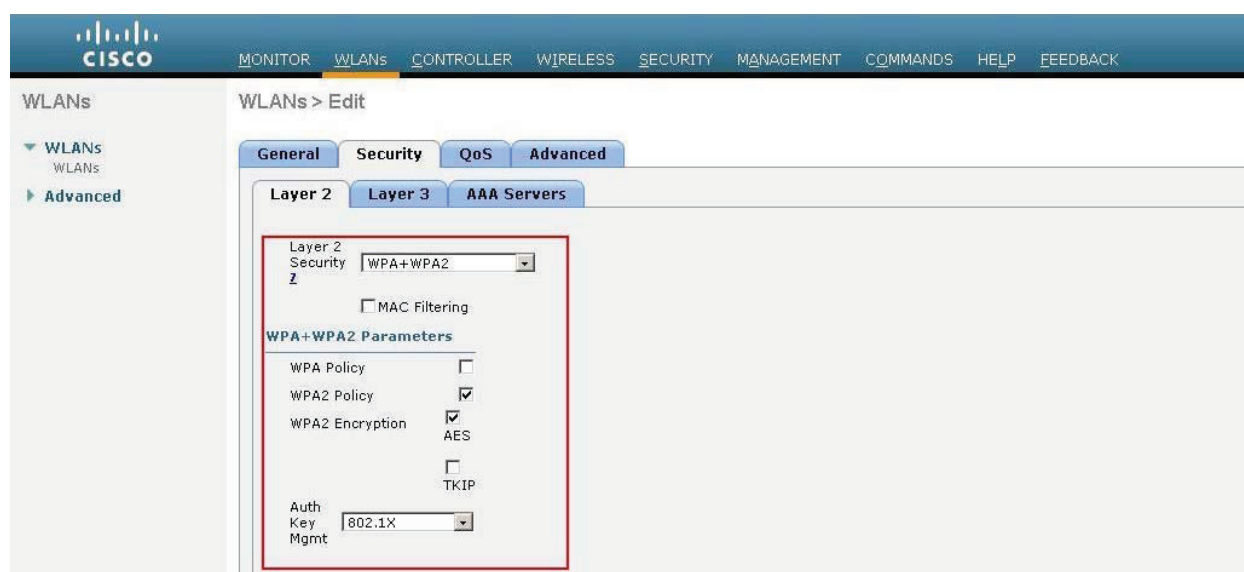 CISCO
MONITOR WLANs CONTROLLER WIRELESS SECURITY MANAGEMENT COMMANDS HELP FEEDBACK
WLANs
WLANs
WLANs
Advanced
WLANs > Edit
General Security QoS Advanced
Layer 2 Layer 3 AAA Servers
Layer 2
Security WPA+WPA2
?
MAC Filtering
WPA+WPA2 Parameters
WPA Policy
WPA2 Policy
WPA2 Encryption
AES
TKIP
Auth
Key 802.1X
Mgmt